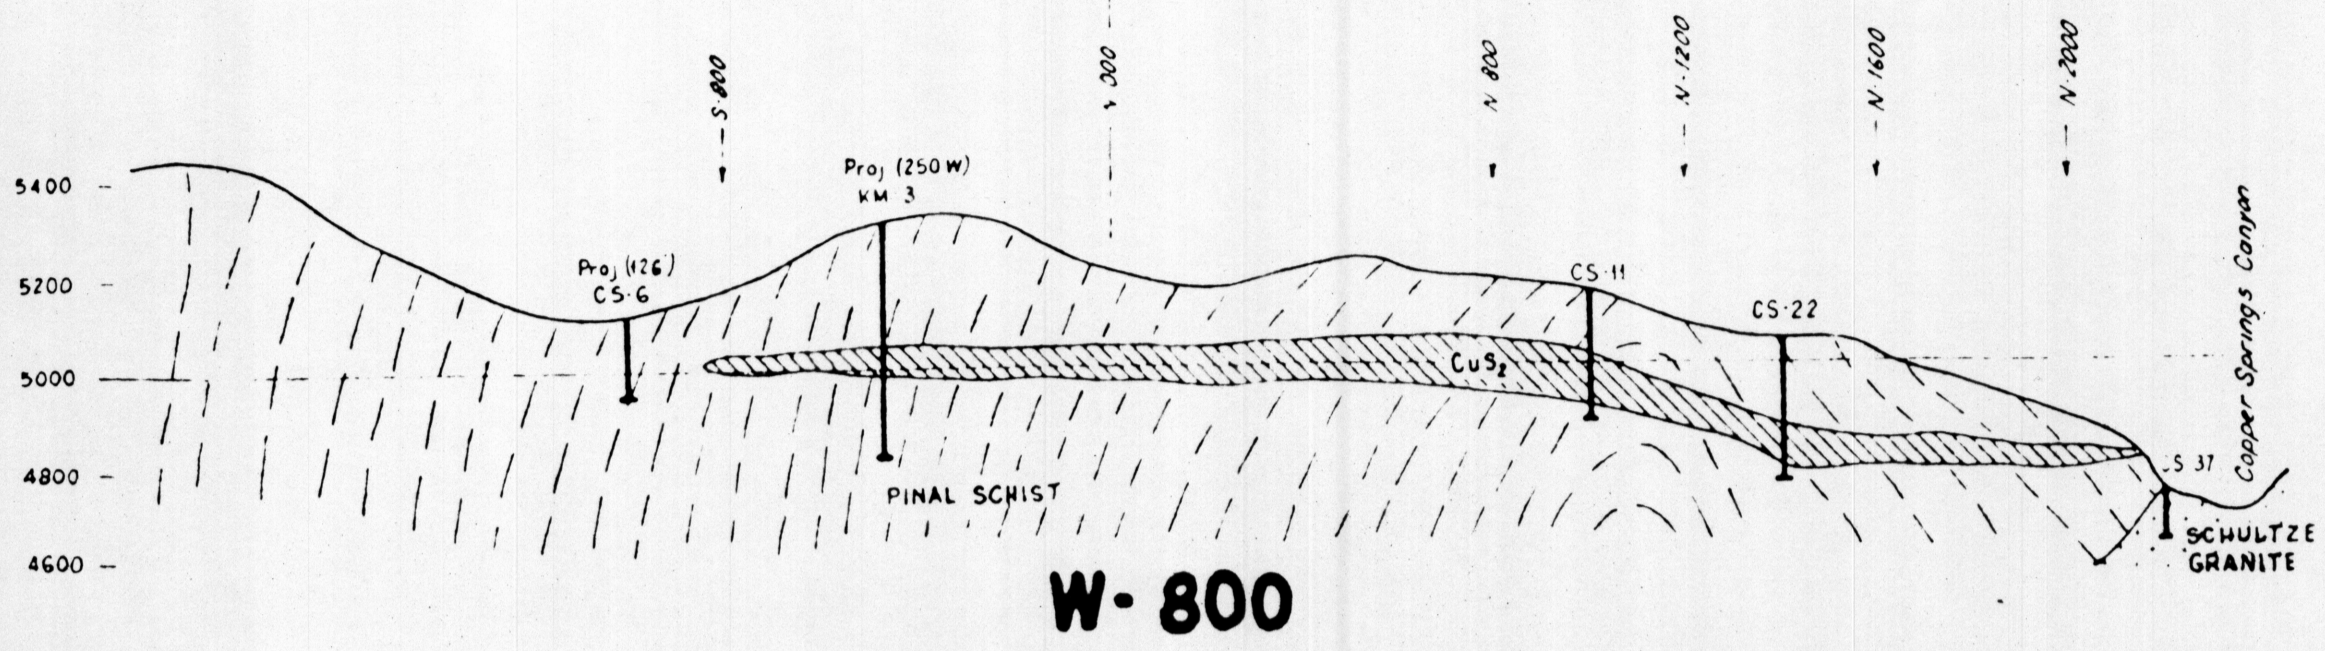 S-800
000
N 800
N-1200
N-1600
N-2000
5400
5200
5000
4800
4600
Proj (126')
CS-6
Proj (250 W)
KM 3
CS-11
CS-22
CuS₂
CS 37
Copper Springs Canyon
PINAL SCHIST
SCHULTZE
GRANITE
W- 800